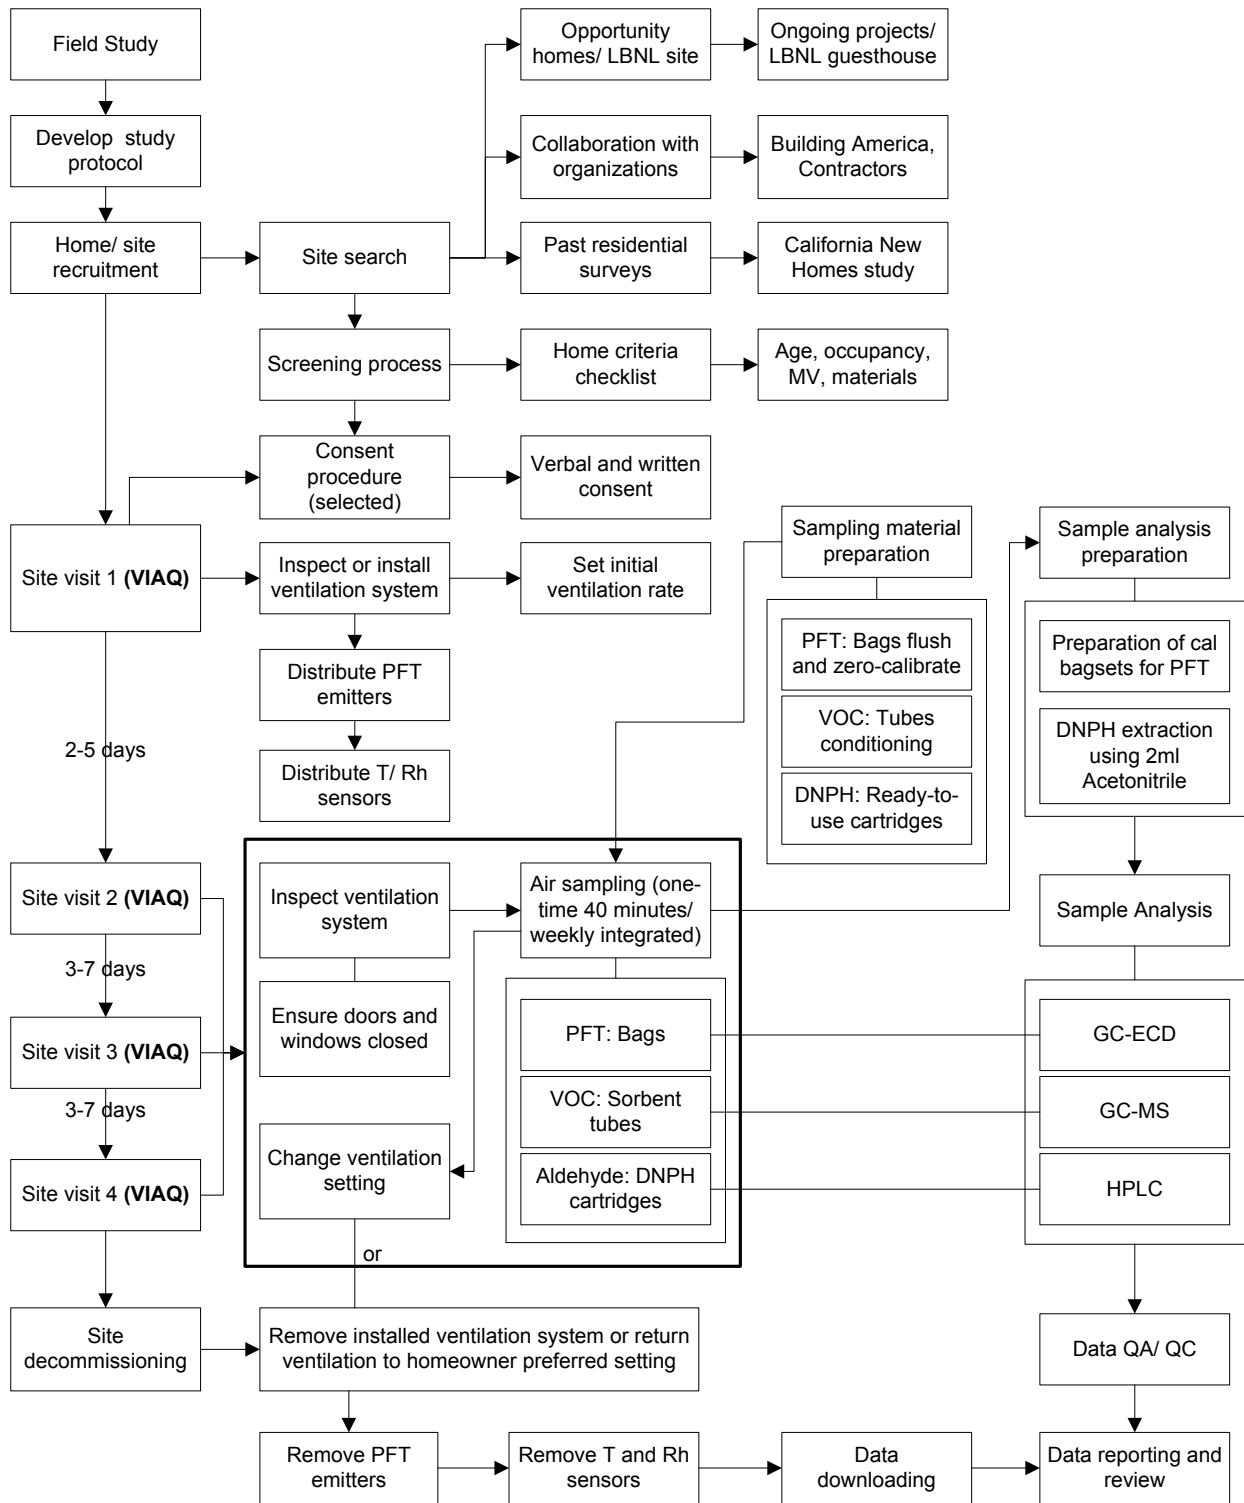 Field Study
Opportunity
homes/ LBNL site
Ongoing projects/
LBNL guesthouse
Develop  study
protocol
Collaboration with
organizations
Building America,
Contractors
Home/ site
recruitment
Site search
Past residential
surveys
California New
Homes study
Screening process
Home criteria
checklist
Age, occupancy,
MV, materials
Consent
procedure
(selected)
Verbal and written
consent
Site visit 1 (VIAQ)
Inspect or install
ventilation system
Set initial
ventilation rate
Sampling material
preparation
Sample analysis
preparation
Distribute PFT
emitters
PFT: Bags flush
and zero-calibrate
Preparation of cal
bagsets for PFT
2-5 days
Distribute T/ Rh
sensors
VOC: Tubes
conditioning
DNPH extraction
using 2ml
Acetonitrile
DNPH: Ready-to-
use cartridges
Site visit 2 (VIAQ)
Inspect ventilation
system
Air sampling (one-
time 40 minutes/
weekly integrated)
Sample Analysis
3-7 days
Ensure doors and
windows closed
PFT: Bags
GC-ECD
Site visit 3 (VIAQ)
3-7 days
VOC: Sorbent
tubes
GC-MS
Site visit 4 (VIAQ)
Change ventilation
setting
Aldehyde: DNPH
cartridges
HPLC
or
Site
decommissioning
Remove installed ventilation system or return
ventilation to homeowner preferred setting
Data QA/ QC
Remove PFT
emitters
Remove T and Rh
sensors
Data
downloading
Data reporting and
review